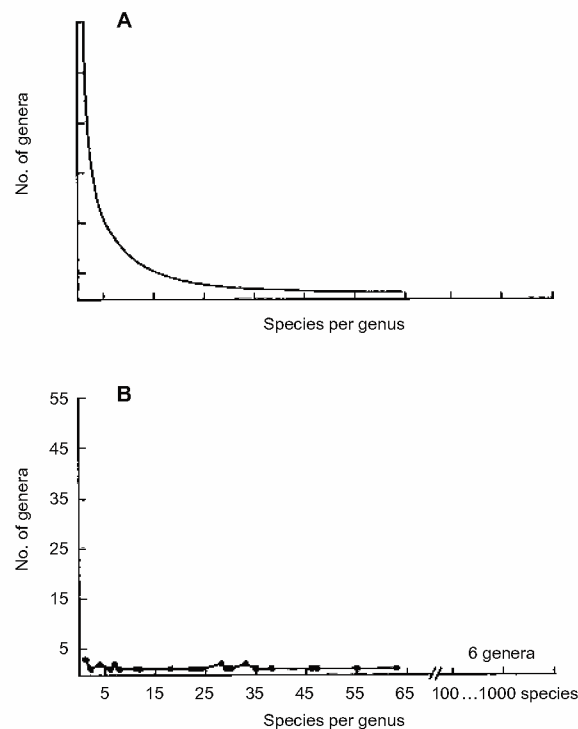 A
No. of genera
Species per genus
B
55
45
35
25
15
5
No. of genera
6 genera
5 15 25 35 45 55 65 100...1000 species
Species per genus